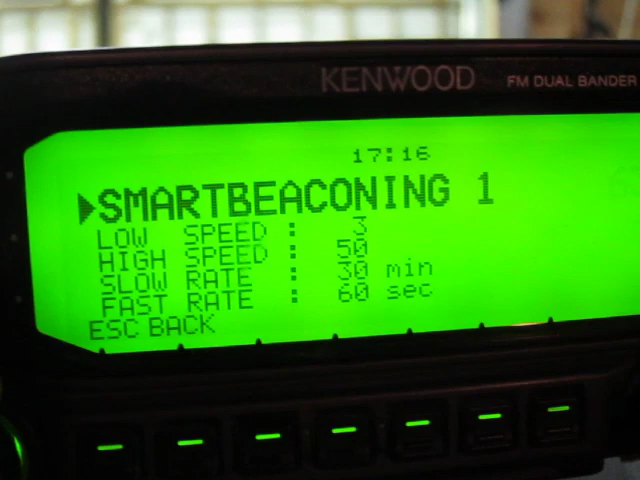 KENWOOD FM DUAL BANDER
17:16
▶SMARTBEACONING 1
LOW SPEED : 3
HIGH SPEED : 50
SLOW RATE : 30 min
FAST RATE : 60 sec
ESC BACK